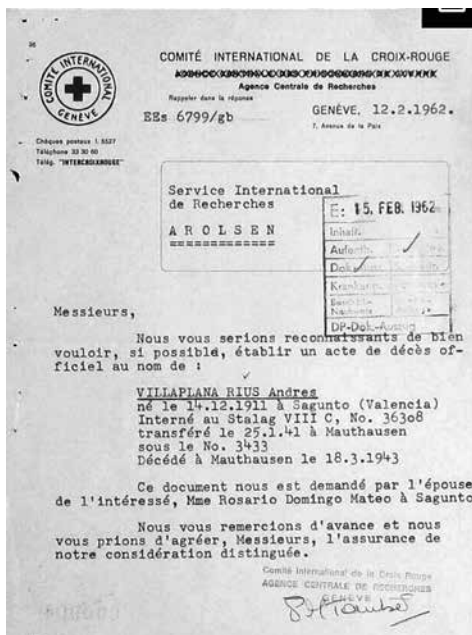 COMITÉ INTERNATIONAL GENÈVE
COMITÉ INTERNATIONAL DE LA CROIX-ROUGE
Agence Centrale de Recherches
Rappeler dans la réponse
EEs 6799/gb
GENÈVE, 12.2.1962.
7, Avenue de la Paix
Chèques postaux I. 5527
Téléphone 33 30 60
Télég. "INTERCROIXROUGE"
Service International
de Recherches
AROLSEN
E: 15. FEB. 1962
Inhaft.
Aufenth.
Dok.
DP-Dok.-Auszug
Messieurs,
Nous vous serions reconnaissants de bien
vouloir, si possible, établir un acte de décès of-
ficiel au nom de :
VILLAPLANA RIUS Andres
né le 14.12.1911 à Sagunto (Valencia)
Interné au Stalag VIII C, No. 36308
transféré le 25.1.41 à Mauthausen
sous le No. 3433
Décédé à Mauthausen le 18.3.1943
Ce document nous est demandé par l'épouse
de l'intéressé, Mme Rosario Domingo Mateo à Sagunto
Nous vous remercions d'avance et nous
vous prions d'agréer, Messieurs, l'assurance de
notre considération distinguée.
Comité International de la Croix Rouge
AGENCE CENTRALE DE RECHERCHES
GENÈVE